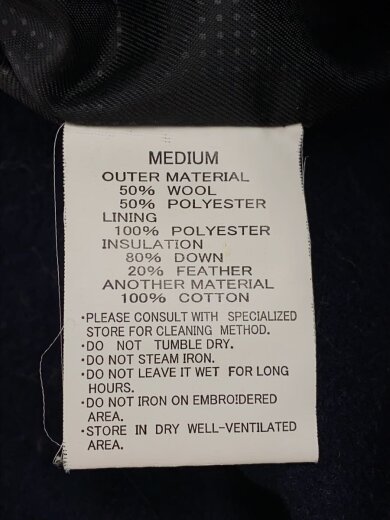 MEDIUM
OUTER MATERIAL
50% WOOL
50% POLYESTER
LINING
100% POLYESTER
INSULATION
80% DOWN
20% FEATHER
ANOTHER MATERIAL
100% COTTON
·PLEASE CONSULT WITH SPECIALIZED
STORE FOR CLEANING METHOD.
·DO NOT TUMBLE DRY.
·DO NOT STEAM IRON.
·DO NOT LEAVE IT WET FOR LONG
HOURS.
·DO NOT IRON ON EMBROIDERED
AREA.
·STORE IN DRY WELL-VENTILATED
AREA.